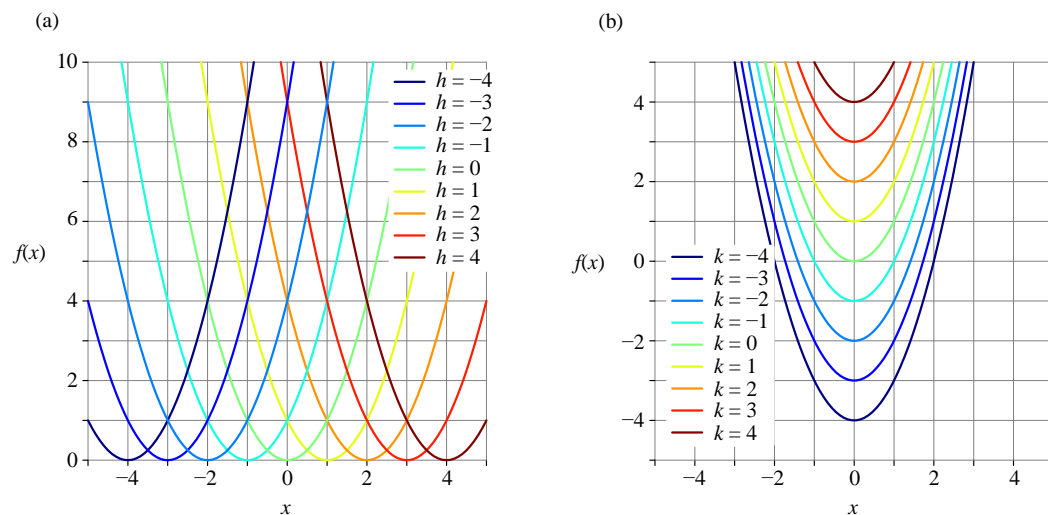 (a)
10
8
6
4
2
0
f(x)
−4
−2
0
2
4
x
h = −4
h = −3
h = −2
h = −1
h = 0
h = 1
h = 2
h = 3
h = 4
(b)
4
2
0
−2
−4
f(x)
−4
−2
0
2
4
x
k = −4
k = −3
k = −2
k = −1
k = 0
k = 1
k = 2
k = 3
k = 4